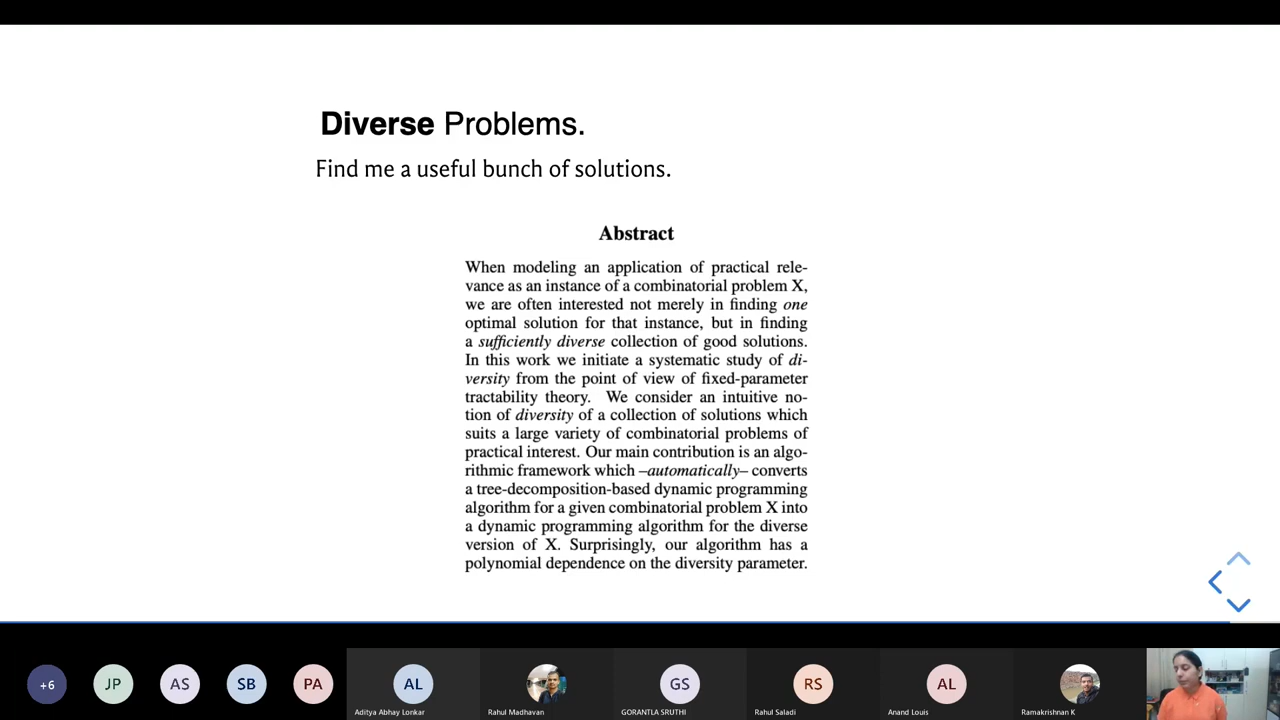 Diverse Problems.
Find me a useful bunch of solutions.
Abstract
When modeling an application of practical rele-
vance as an instance of a combinatorial problem X,
we are often interested not merely in finding one
optimal solution for that instance, but in finding
a sufficiently diverse collection of good solutions.
In this work we initiate a systematic study of di-
versity from the point of view of fixed-parameter
tractability theory. We consider an intuitive no-
tion of diversity of a collection of solutions which
suits a large variety of combinatorial problems of
practical interest. Our main contribution is an algo-
rithmic framework which –automatically– converts
a tree-decomposition-based dynamic programming
algorithm for a given combinatorial problem X into
a dynamic programming algorithm for the diverse
version of X. Surprisingly, our algorithm has a
polynomial dependence on the diversity parameter.
+6 JP AS SB PA AL GS RS AL
Aditya Abhay Lonkar Rahul Madhavan GORANTLA SRUTHI Rahul Saladi Anand Louis Ramakrishnan K